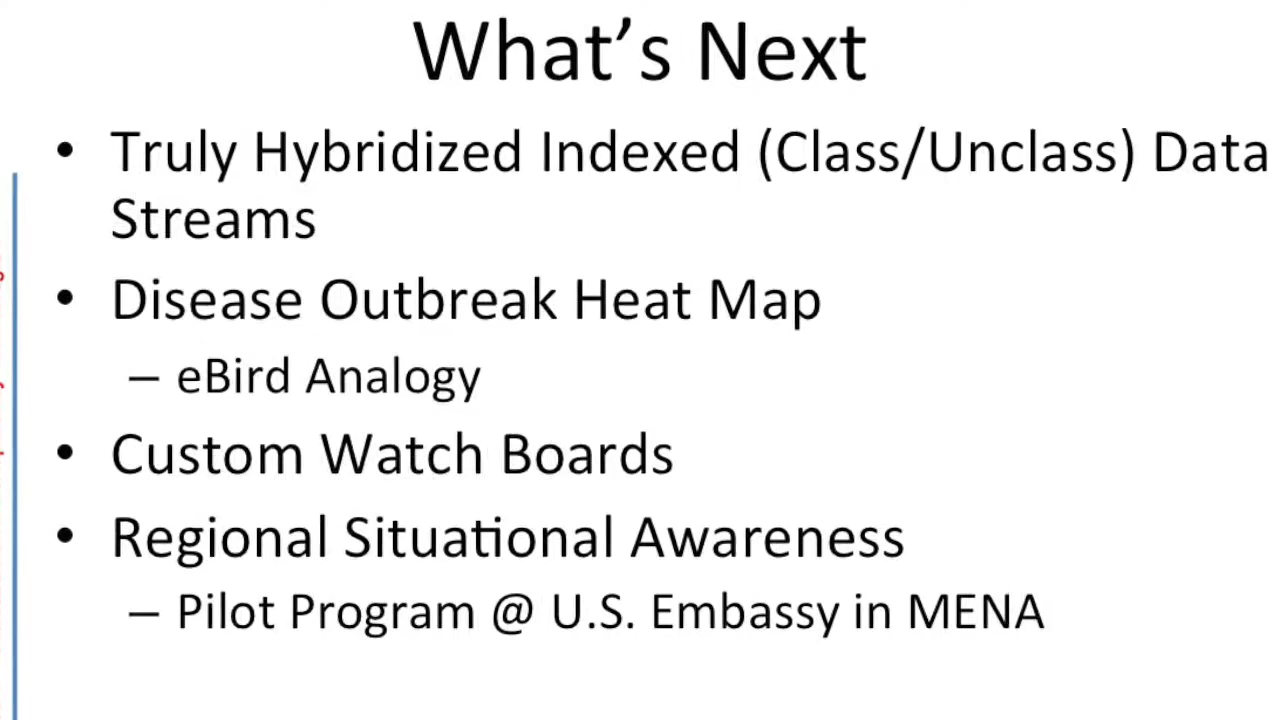 What's Next
• Truly Hybridized Indexed (Class/Unclass) Data
Streams
• Disease Outbreak Heat Map
– eBird Analogy
• Custom Watch Boards
• Regional Situational Awareness
– Pilot Program @ U.S. Embassy in MENA